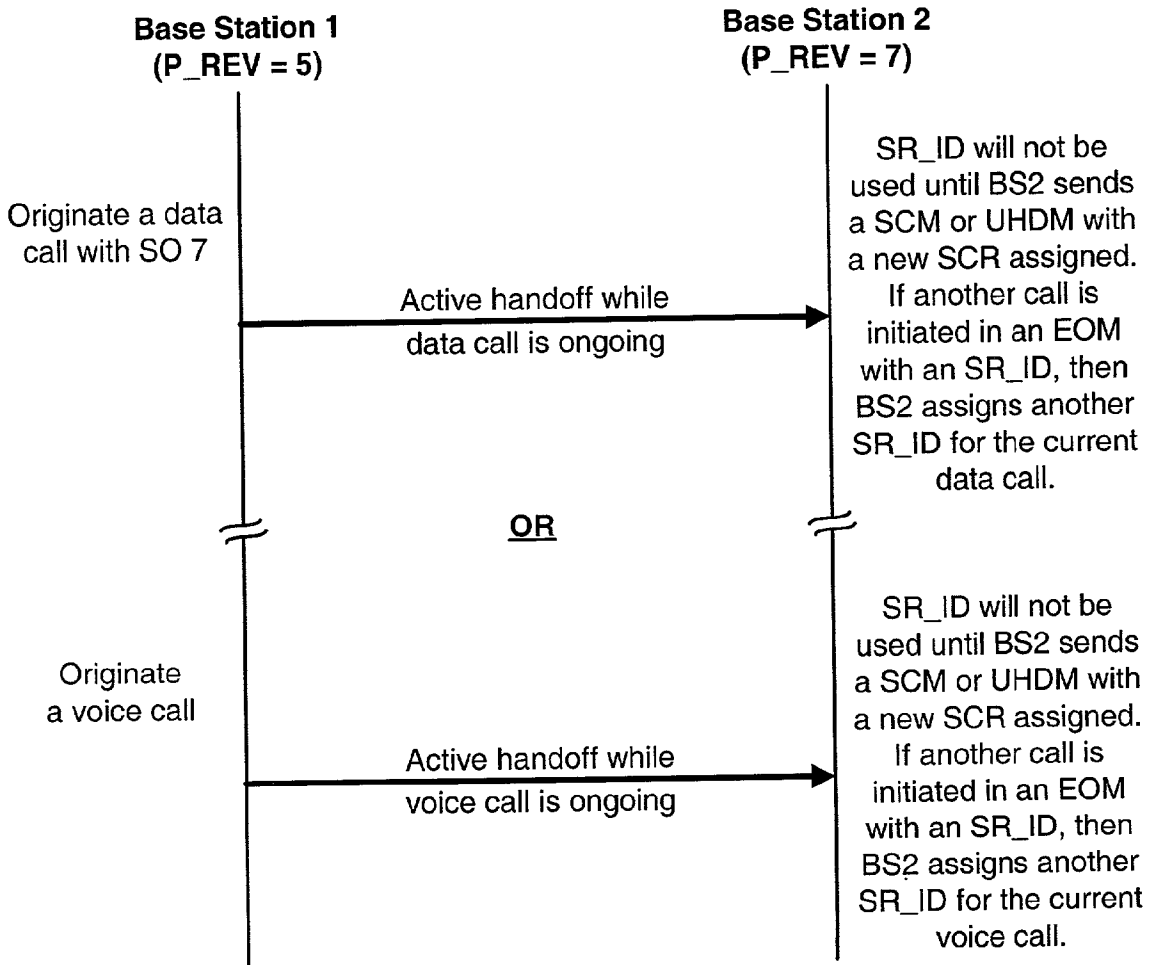 Base Station 1
(P_REV = 5)
Base Station 2
(P_REV = 7)
Originate a data
call with SO 7
Active handoff while
data call is ongoing
SR_ID will not be
used until BS2 sends
a SCM or UHDM with
a new SCR assigned.
If another call is
initiated in an EOM
with an SR_ID, then
BS2 assigns another
SR_ID for the current
data call.
OR
Originate
a voice call
Active handoff while
voice call is ongoing
SR_ID will not be
used until BS2 sends
a SCM or UHDM with
a new SCR assigned.
If another call is
initiated in an EOM
with an SR_ID, then
BS2 assigns another
SR_ID for the current
voice call.